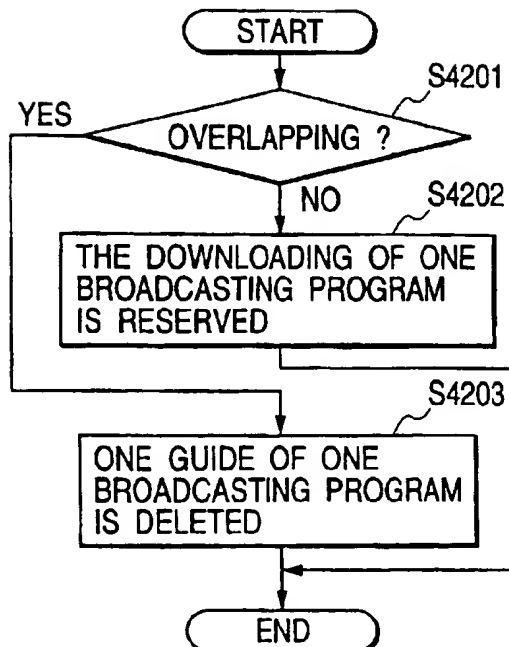 START
S4201
YES
OVERLAPPING ?
NO
S4202
THE DOWNLOADING OF ONE
BROADCASTING PROGRAM
IS RESERVED
S4203
ONE GUIDE OF ONE
BROADCASTING PROGRAM
IS DELETED
END